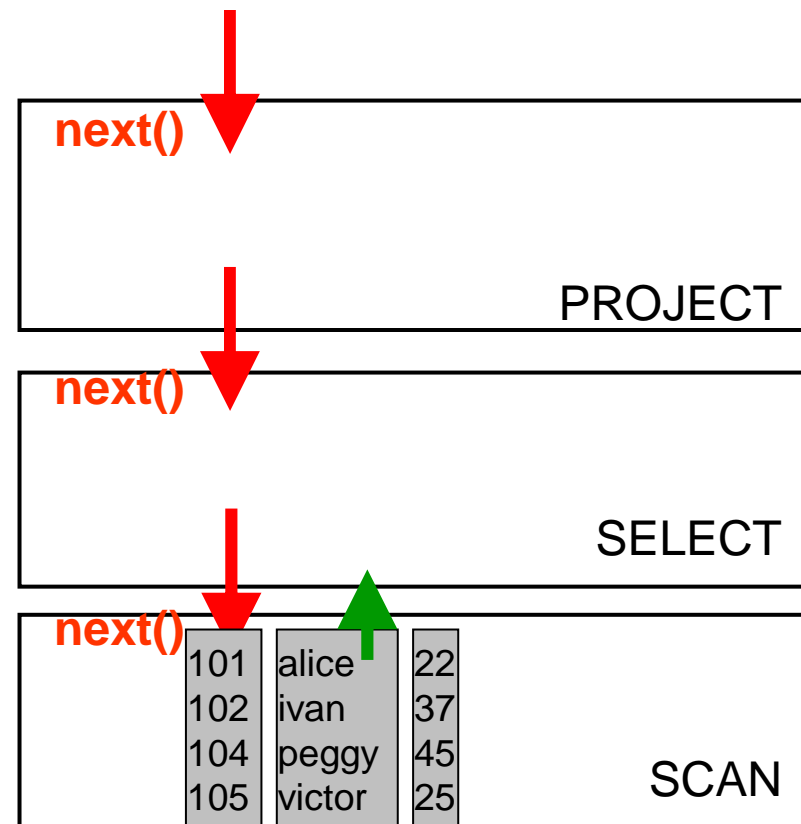 next()
PROJECT
next()
SELECT
next()
101 alice 22
102 ivan 37
104 peggy 45
105 victor 25
SCAN